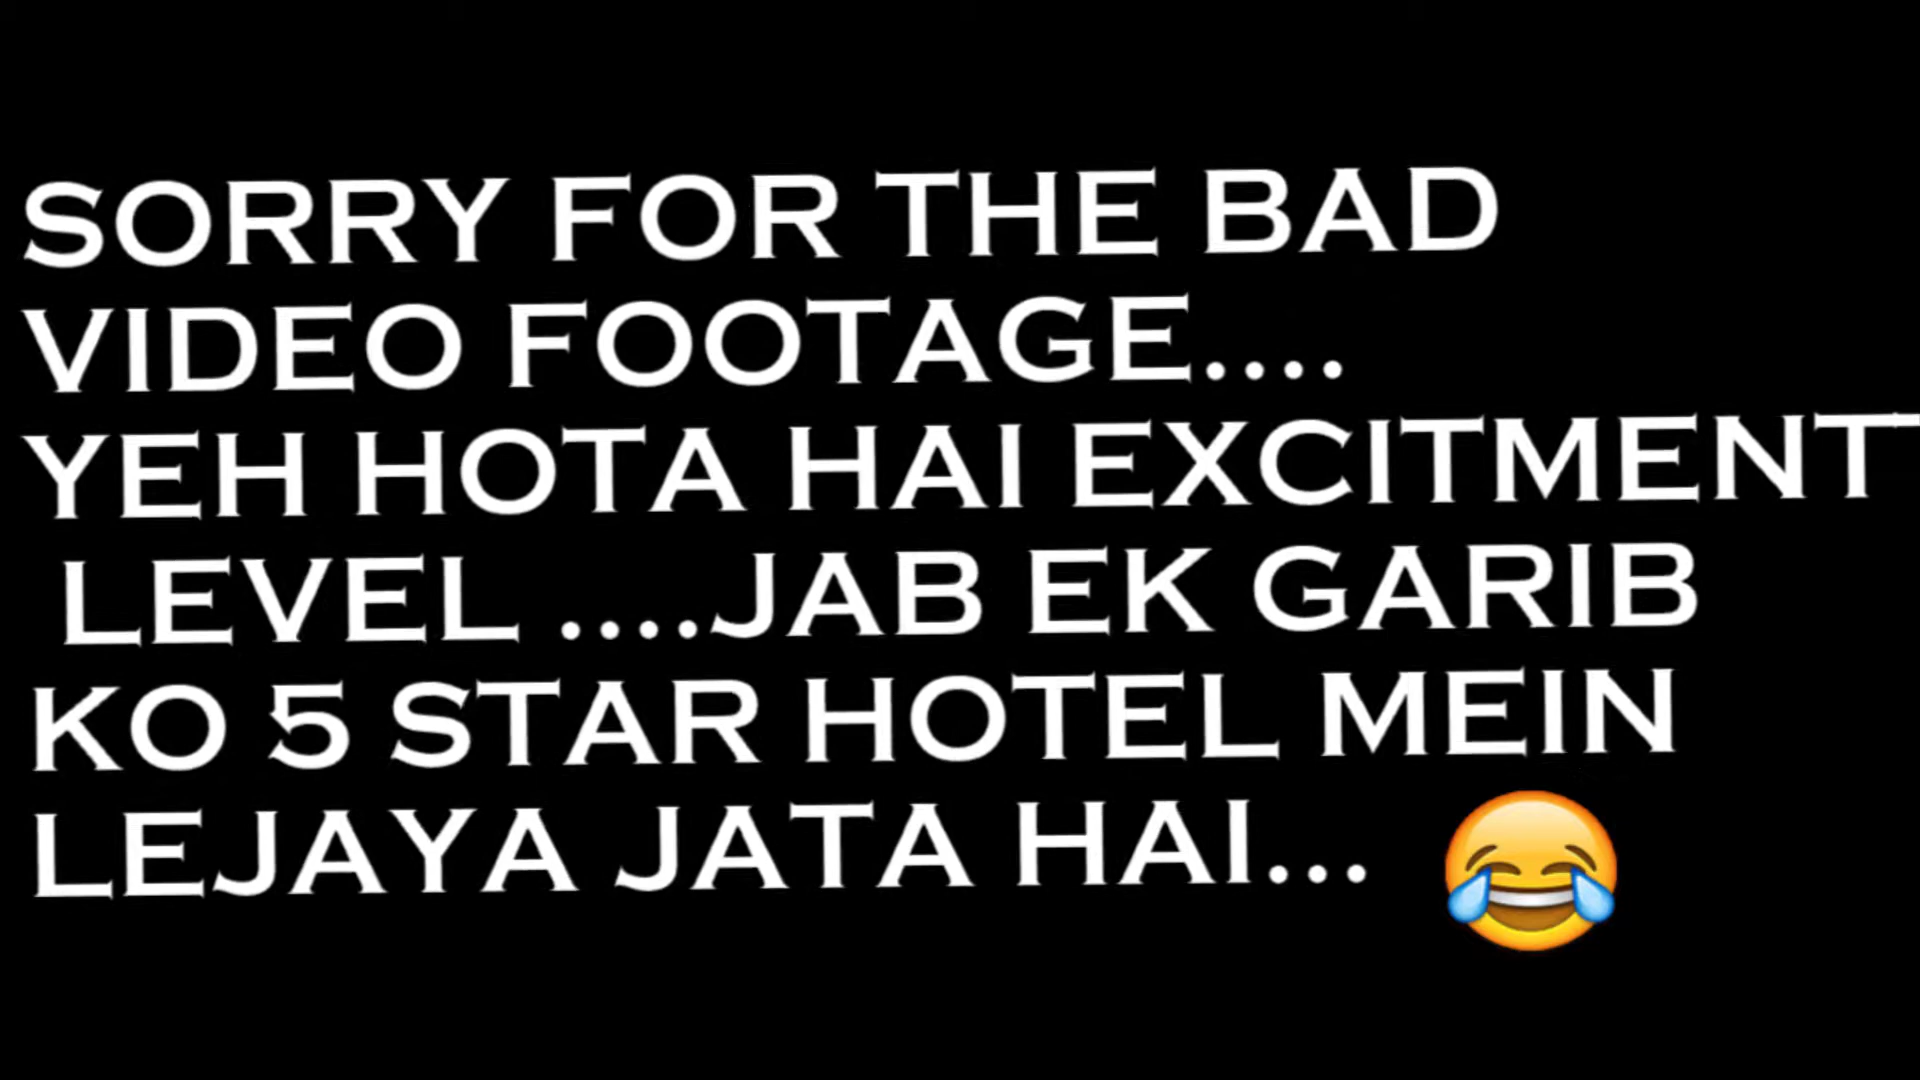 SORRY FOR THE BAD
VIDEO FOOTAGE....
YEH HOTA HAI EXCITMENT
LEVEL ....JAB EK GARIB
KO 5 STAR HOTEL MEIN
LEJAYA JATA HAI... 😂